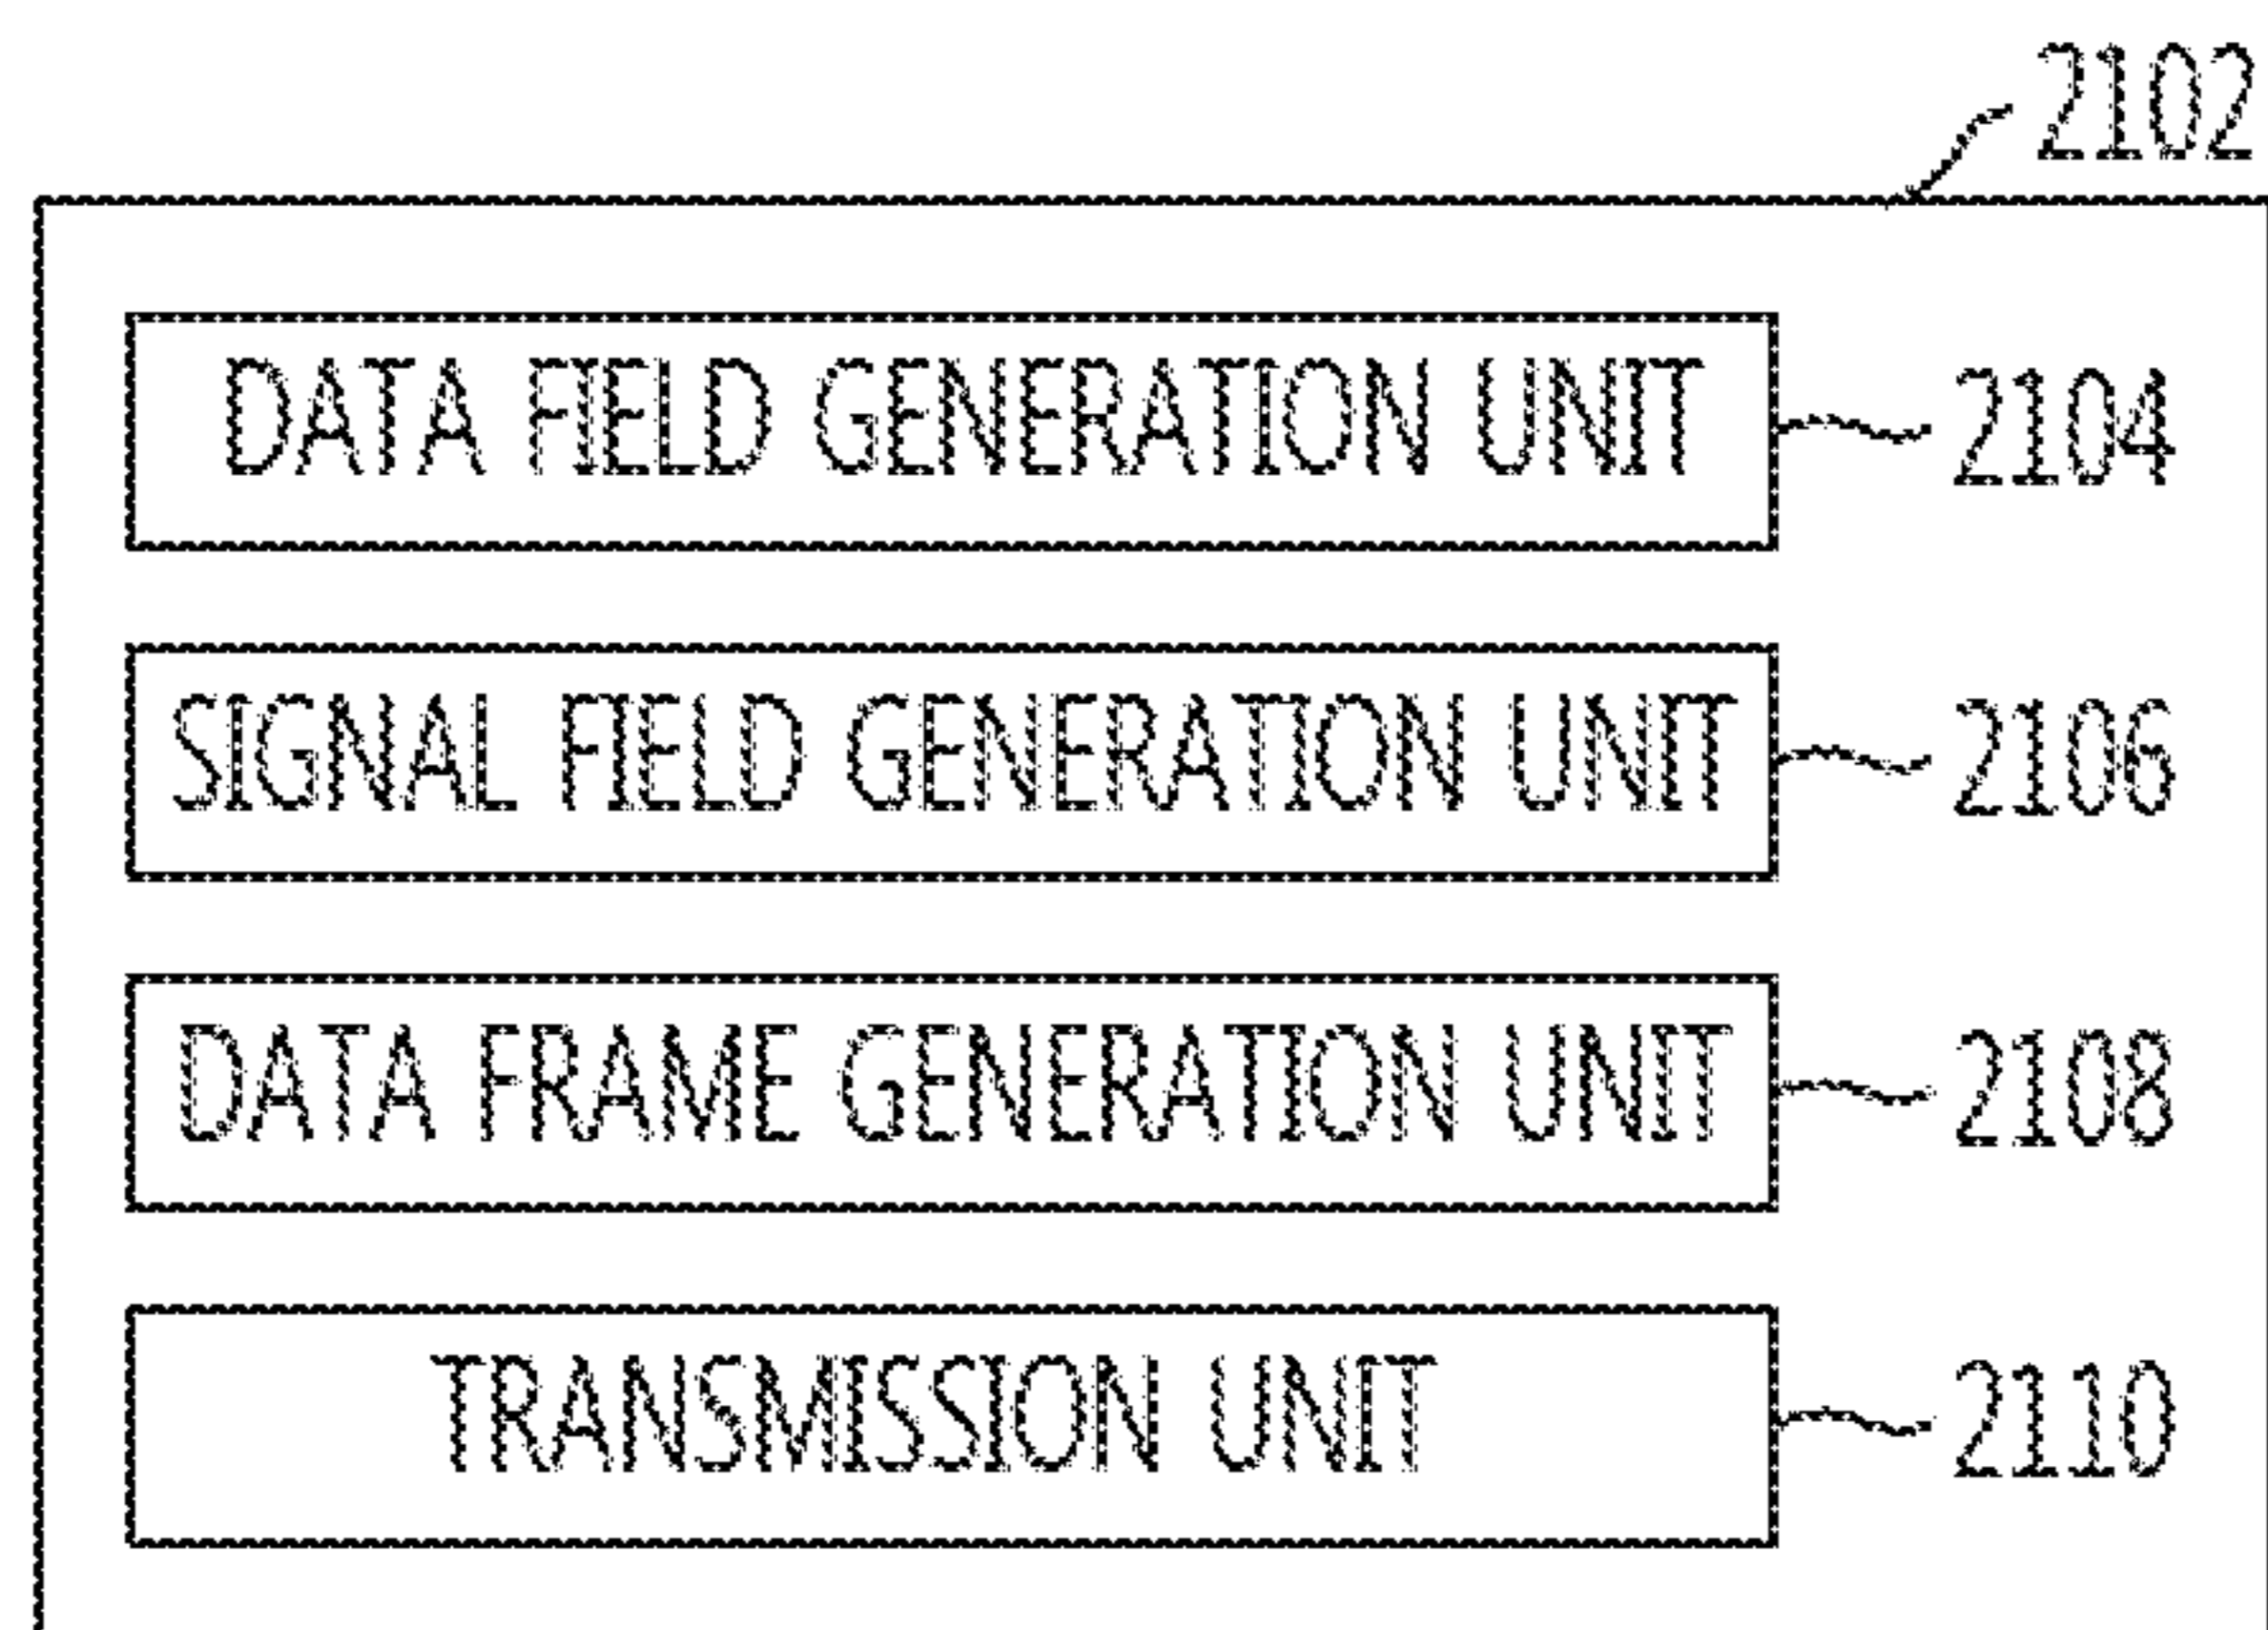 2102
DATA FIELD GENERATION UNIT 2104
SIGNAL FIELD GENERATION UNIT 2106
DATA FRAME GENERATION UNIT 2108
TRANSMISSION UNIT 2110